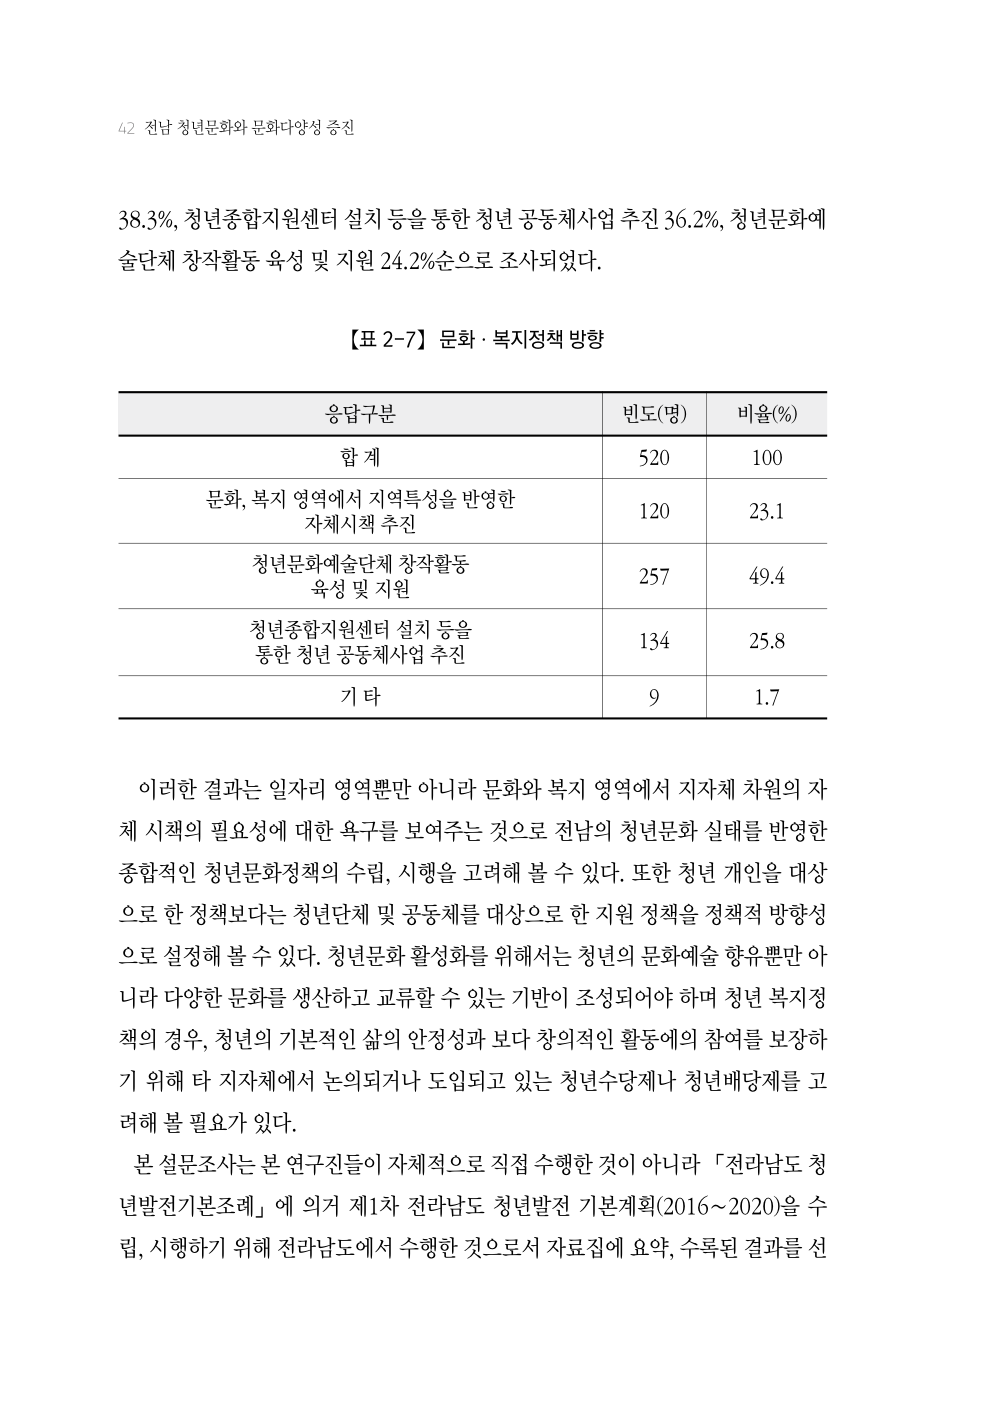 42 전남 청년문화와 문화다양성 증진
38.3%, 청년종합지원센터 설치 등을 통한 청년 공동체사업 추진 36.2%, 청년문화예
술단체 창작활동 육성 및 지원 24.2%순으로 조사되었다.
【표 2-7】 문화 · 복지정책 방향
응답구분 빈도(명) 비율(%)
합 계 520 100
문화, 복지 영역에서 지역특성을 반영한
자체시책 추진 120 23.1
청년문화예술단체 창작활동
육성 및 지원 257 49.4
청년종합지원센터 설치 등을
통한 청년 공동체사업 추진 134 25.8
기 타 9 1.7
이러한 결과는 일자리 영역뿐만 아니라 문화와 복지 영역에서 지자체 차원의 자
체 시책의 필요성에 대한 욕구를 보여주는 것으로 전남의 청년문화 실태를 반영한
종합적인 청년문화정책의 수립, 시행을 고려해 볼 수 있다. 또한 청년 개인을 대상
으로 한 정책보다는 청년단체 및 공동체를 대상으로 한 지원 정책을 정책적 방향성
으로 설정해 볼 수 있다. 청년문화 활성화를 위해서는 청년의 문화예술 향유뿐만 아
니라 다양한 문화를 생산하고 교류할 수 있는 기반이 조성되어야 하며 청년 복지정
책의 경우, 청년의 기본적인 삶의 안정성과 보다 창의적인 활동에의 참여를 보장하
기 위해 타 지자체에서 논의되거나 도입되고 있는 청년수당제나 청년배당제를 고
려해 볼 필요가 있다.
본 설문조사는 본 연구진들이 자체적으로 직접 수행한 것이 아니라 「전라남도 청
년발전기본조례」에 의거 제1차 전라남도 청년발전 기본계획(2016~2020)을 수
립, 시행하기 위해 전라남도에서 수행한 것으로서 자료집에 요약, 수록된 결과를 선